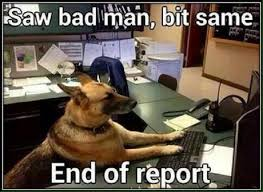 Saw bad man, bit same
End of report